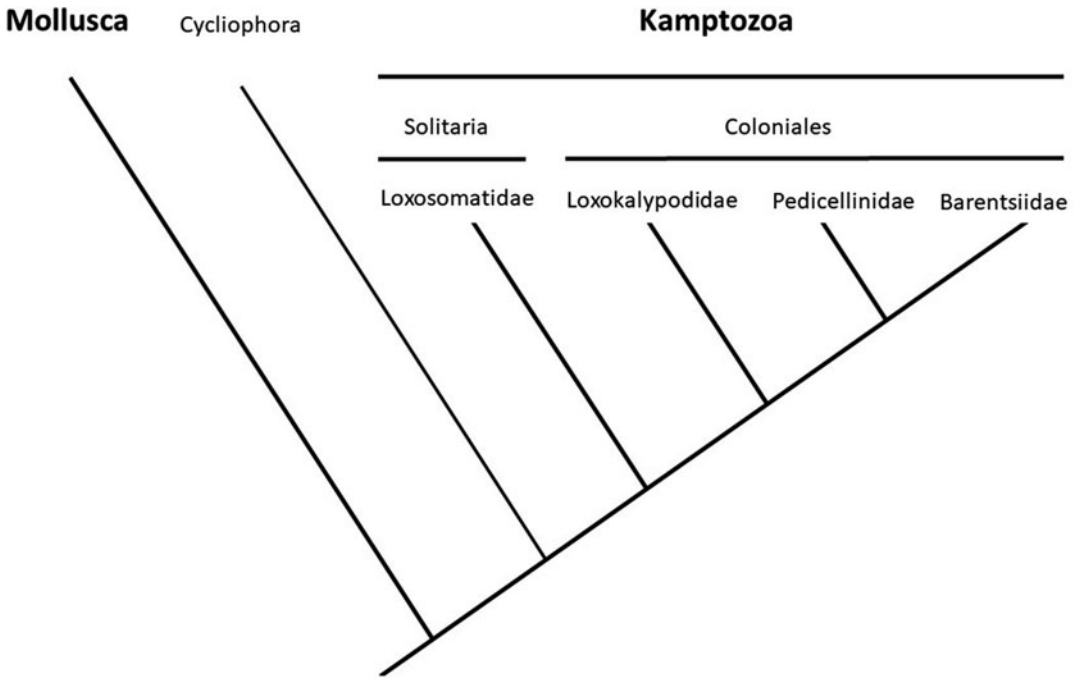 Mollusca Cycliophora Kamptozoa
Solitaria Coloniales
Loxosomatidae Loxokalypodidae Pedicellinidae Barentsiidae